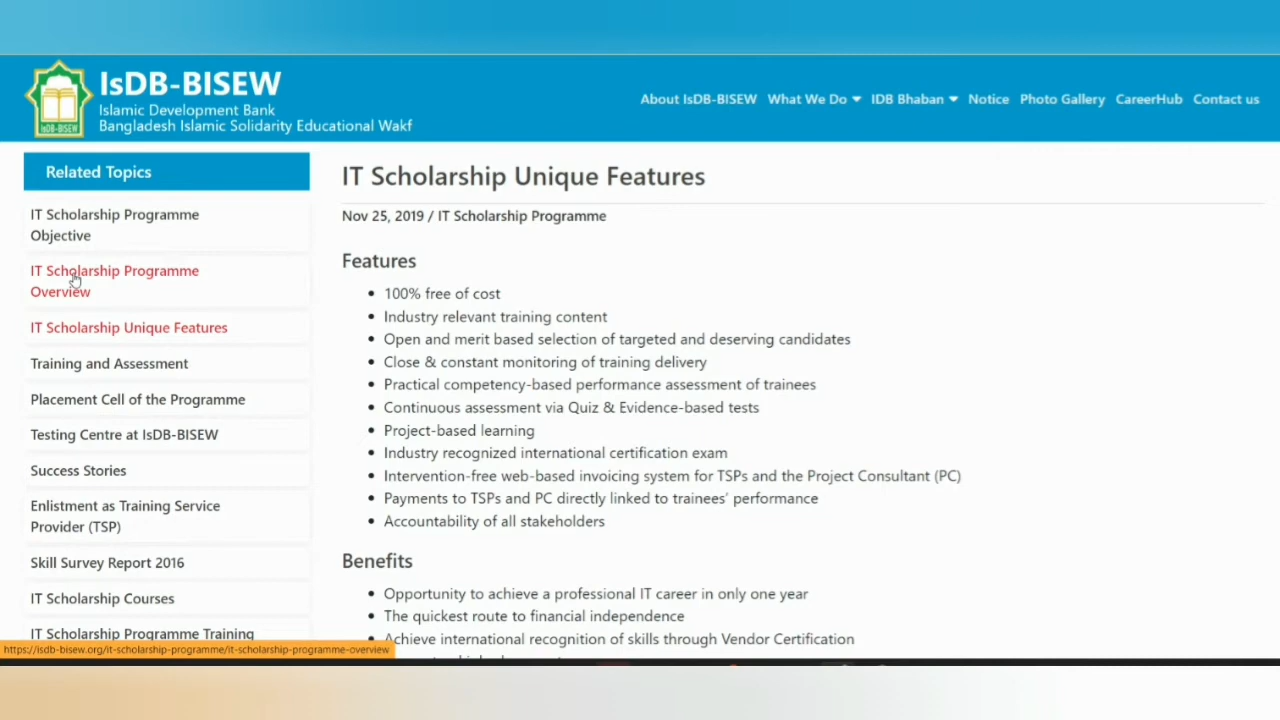 IsDB-BISEW
Islamic Development Bank
Bangladesh Islamic Solidarity Educational Wakf
IsDB-BISEW
About IsDB-BISEW
What We Do
IDB Bhaban
Notice
Photo Gallery
CareerHub
Contact us
Related Topics
IT Scholarship Programme
Objective
IT Scholarship Programme
Overview
IT Scholarship Unique Features
Training and Assessment
Placement Cell of the Programme
Testing Centre at IsDB-BISEW
Success Stories
Enlistment as Training Service
Provider (TSP)
Skill Survey Report 2016
IT Scholarship Courses
IT Scholarship Programme Training
https://isdb-bisew.org/it-scholarship-programme/it-scholarship-programme-overview
IT Scholarship Unique Features
Nov 25, 2019 / IT Scholarship Programme
Features
100% free of cost
Industry relevant training content
Open and merit based selection of targeted and deserving candidates
Close & constant monitoring of training delivery
Practical competency-based performance assessment of trainees
Continuous assessment via Quiz & Evidence-based tests
Project-based learning
Industry recognized international certification exam
Intervention-free web-based invoicing system for TSPs and the Project Consultant (PC)
Payments to TSPs and PC directly linked to trainees' performance
Accountability of all stakeholders
Benefits
Opportunity to achieve a professional IT career in only one year
The quickest route to financial independence
Achieve international recognition of skills through Vendor Certification